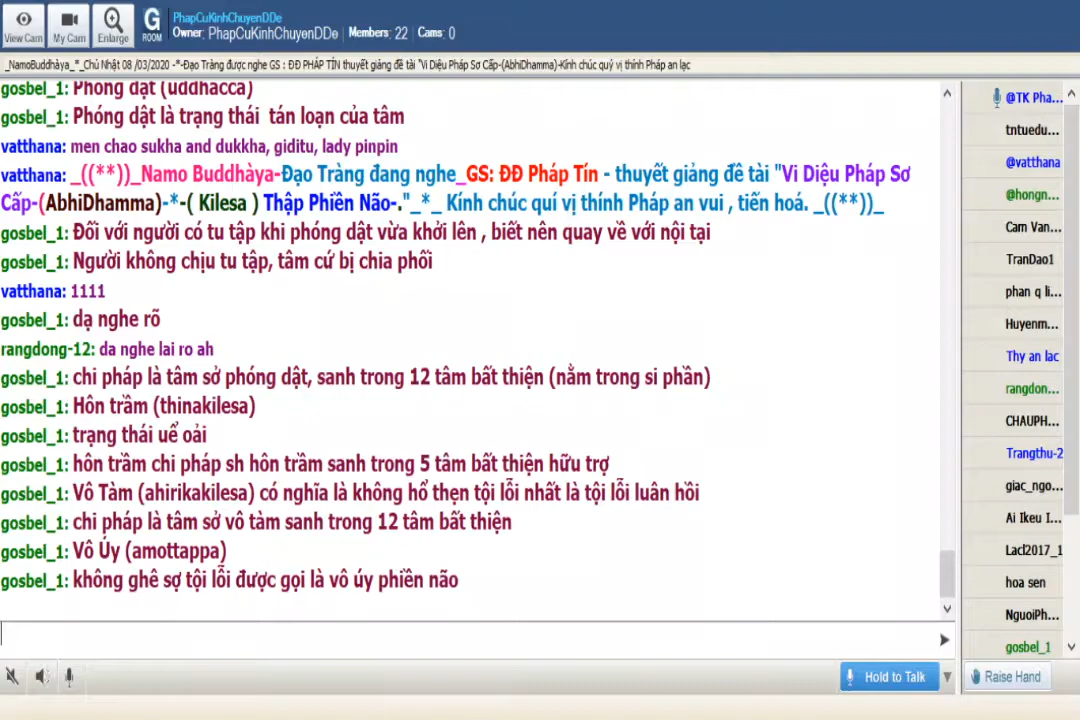 View Cam
My Cam
Enlarge
G
ROOM
PhapCuKinhChuyenDDe
Owner: PhapCuKinhChuyenDDe | Members: 22 | Cams: 0
_NamoBuddhàya_*_Chủ Nhật 08 /03/2020 -*-Đạo Tràng được nghe GS : ĐĐ PHÁP TÍN thuyết giảng đề tài "Vi Diệu Pháp Sơ Cấp-(AbhiDhamma)-Kính chúc quý vị thính Pháp an lạc
gosbel_1: Phóng dật (uddhacca)
gosbel_1: Phóng dật là trạng thái tán loạn của tâm
vatthana: men chao sukha and dukkha, giditu, lady pinpin
vatthana: _((**))_Namo Buddhàya-Đạo Tràng đang nghe_GS: ĐĐ Pháp Tín - thuyết giảng đề tài "Vi Diệu Pháp Sơ
Cấp-(AbhiDhamma)-*-( Kilesa ) Thập Phiền Não-."_*_ Kính chúc quí vị thính Pháp an vui , tiến hoá. _((**))_
gosbel_1: Đối với người có tu tập khi phóng dật vừa khởi lên , biết nên quay về với nội tại
gosbel_1: Người không chịu tu tập, tâm cứ bị chia phối
vatthana: 1111
gosbel_1: dạ nghe rõ
rangdong-12: da nghe lai ro ah
gosbel_1: chi pháp là tâm sở phóng dật, sanh trong 12 tâm bất thiện (nằm trong si phần)
gosbel_1: Hôn trầm (thinakilesa)
gosbel_1: trạng thái uể oải
gosbel_1: hôn trầm chi pháp sh hôn trầm sanh trong 5 tâm bất thiện hữu trợ
gosbel_1: Vô Tàm (ahirikakilesa) có nghĩa là không hổ thẹn tội lỗi nhất là tội lỗi luân hồi
gosbel_1: chi pháp là tâm sở vô tàm sanh trong 12 tâm bất thiện
gosbel_1: Vô Úy (amottappa)
gosbel_1: không ghê sợ tội lỗi được gọi là vô úy phiền não
@TK Pha...
tntuedu...
@vatthana
@hongn...
Cam Van...
TranDao1
phan q li...
Huyenm...
Thy an lac
rangdon...
CHAUPH...
Trangthu-2
giac_ngo...
Ai Ikeu I...
Lacl2017_1
hoa sen
NguoiPh...
gosbel_1
Hold to Talk
Raise Hand